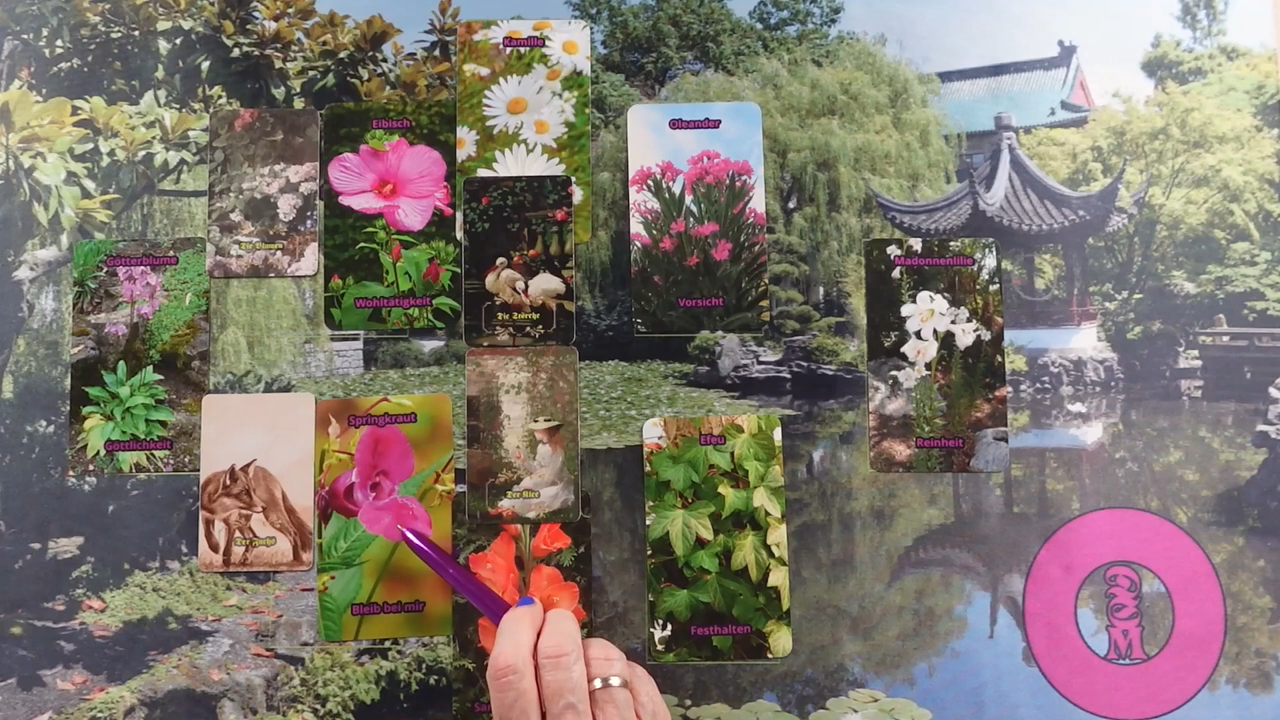 Kamille
Eibisch
Oleander
Die Blumen
Götterblume
Madonnenlilie
Wohltätigkeit
Die Störche
Vorsicht
Göttlichkeit
Reinheit
Springkraut
Efeu
Der Klee
Der Fuchs
Bleib bei mir
Festhalten